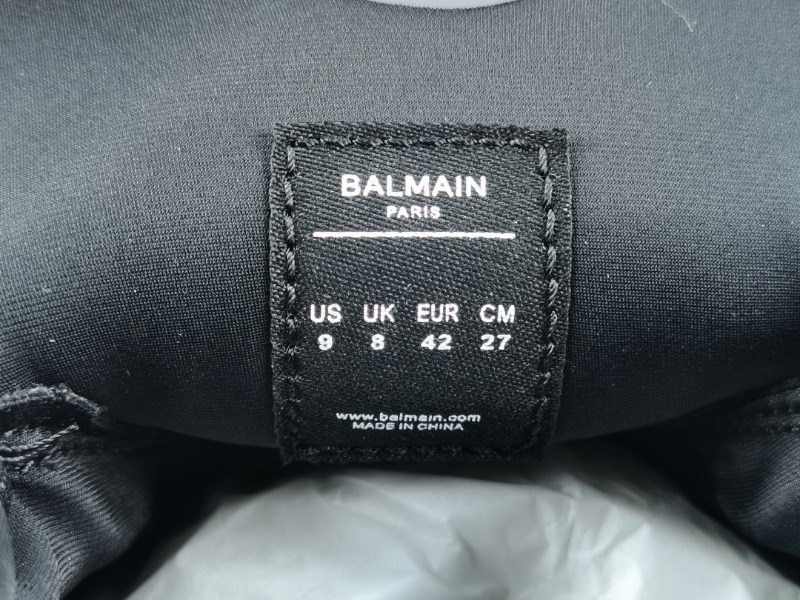 BALMAIN
PARIS
US UK EUR CM
9 8 42 27
www.balmain.com
MADE IN CHINA